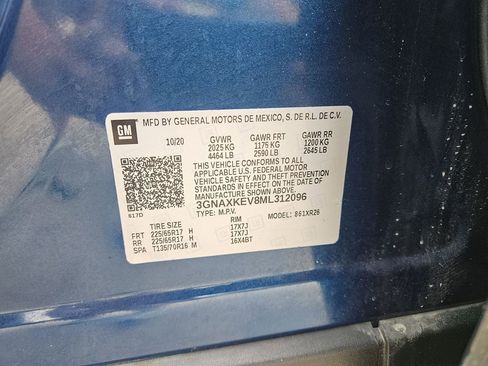 GM
MFD BY GENERAL MOTORS DE MEXICO, S. DE R.L. DE C.V.
10/20 GVWR GAWR FRT GAWR RR
2025 KG 1175 KG 1200 KG
4464 LB 2590 LB 2645 LB
THIS VEHICLE CONFORMS TO ALL
APPLICABLE U.S. FEDERAL MOTOR
VEHICLE SAFETY, BUMPER, AND THEFT
PREVENTION STANDARDS IN EFFECT ON THE
DATE OF MANUFACTURE SHOWN ABOVE.
3GNAXKEV8ML312096
817D TYPE: M.P.V. MODEL: 861XR26
TIRE SIZE RIM
FRT 225/65R17 H 17X7J
RR 225/65R17 H 17X7J
SPA T135/70R16 M 16X4BT